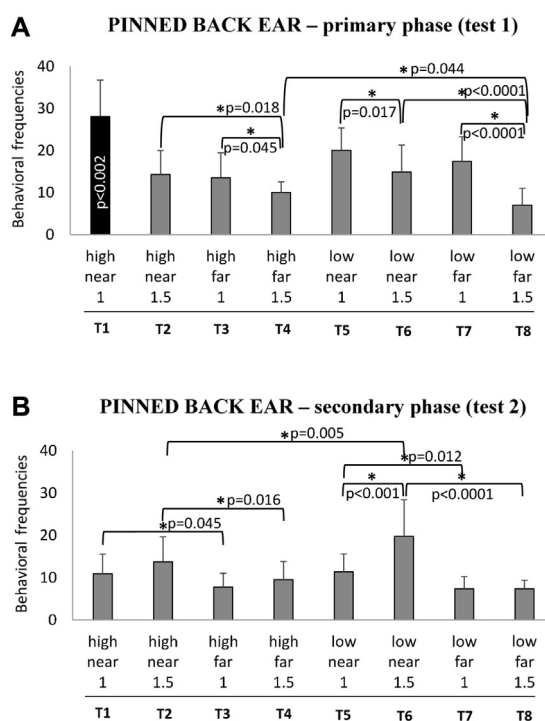 A PINNED BACK EAR – primary phase (test 1)
Behavioral frequencies
40
30
20
10
0
*p=0.044
*p=0.018
*
p=0.045
*
p=0.017
*p<0.0001
*
p<0.0001
p<0.002
high high high high low low low low
near near far far near near far far
1 1.5 1 1.5 1 1.5 1 1.5
T1 T2 T3 T4 T5 T6 T7 T8
B PINNED BACK EAR – secondary phase (test 2)
Behavioral frequencies
40
30
20
10
0
*p=0.005
*p=0.012
*
p<0.001
*
p<0.0001
*p=0.016
*p=0.045
high high high high low low low low
near near far far near near far far
1 1.5 1 1.5 1 1.5 1 1.5
T1 T2 T3 T4 T5 T6 T7 T8